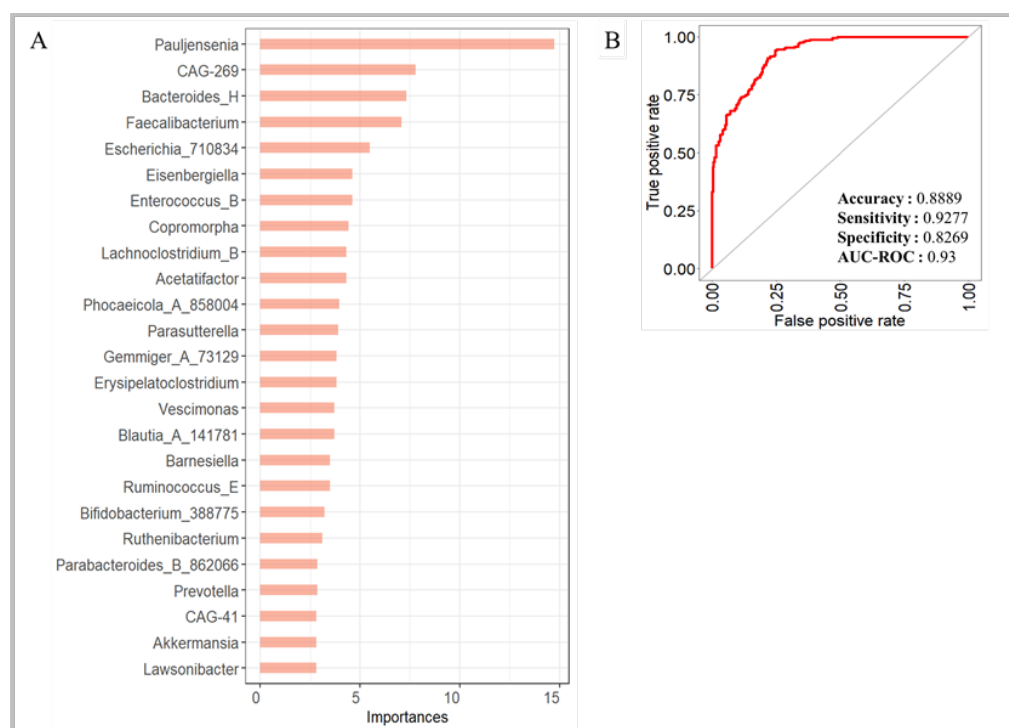 A
Pauljensenia
CAG-269
Bacteroides_H
Faecalibacterium
Escherichia_710834
Eisenbergiella
Enterococcus_B
Copromorpha
Lachnoclostridium_B
Acetatifactor
Phocaeicola_A_858004
Parasutterella
Gemmiger_A_73129
Erysipelatoclostridium
Vescimonas
Blautia_A_141781
Barnesiella
Ruminococcus_E
Bifidobacterium_388775
Ruthenibacterium
Parabacteroides_B_862066
Prevotella
CAG-41
Akkermansia
Lawsonibacter
0 5 10 15
Importances
B
True positive rate
1.00
0.75
0.50
0.25
0.00
Accuracy : 0.8889
Sensitivity : 0.9277
Specificity : 0.8269
AUC-ROC : 0.93
0.00 0.25 0.50 0.75 1.00
False positive rate